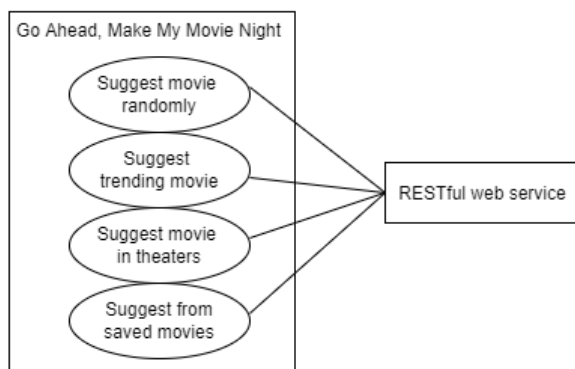 Go Ahead, Make My Movie Night
Suggest movie
randomly
Suggest
trending movie
Suggest movie
in theaters
Suggest from
saved movies
RESTful web service